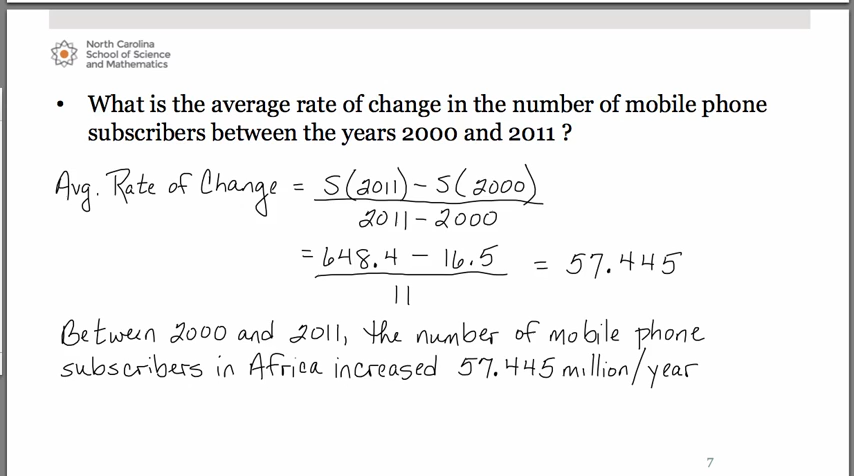 North Carolina
School of Science
and Mathematics
• What is the average rate of change in the number of mobile phone
subscribers between the years 2000 and 2011 ?
Avg. Rate of Change = S(2011) - S(2000)
2011 - 2000
= 648.4 - 16.5 = 57.445
11
Between 2000 and 2011, the number of mobile phone
subscribers in Africa increased 57.445 million/year
7